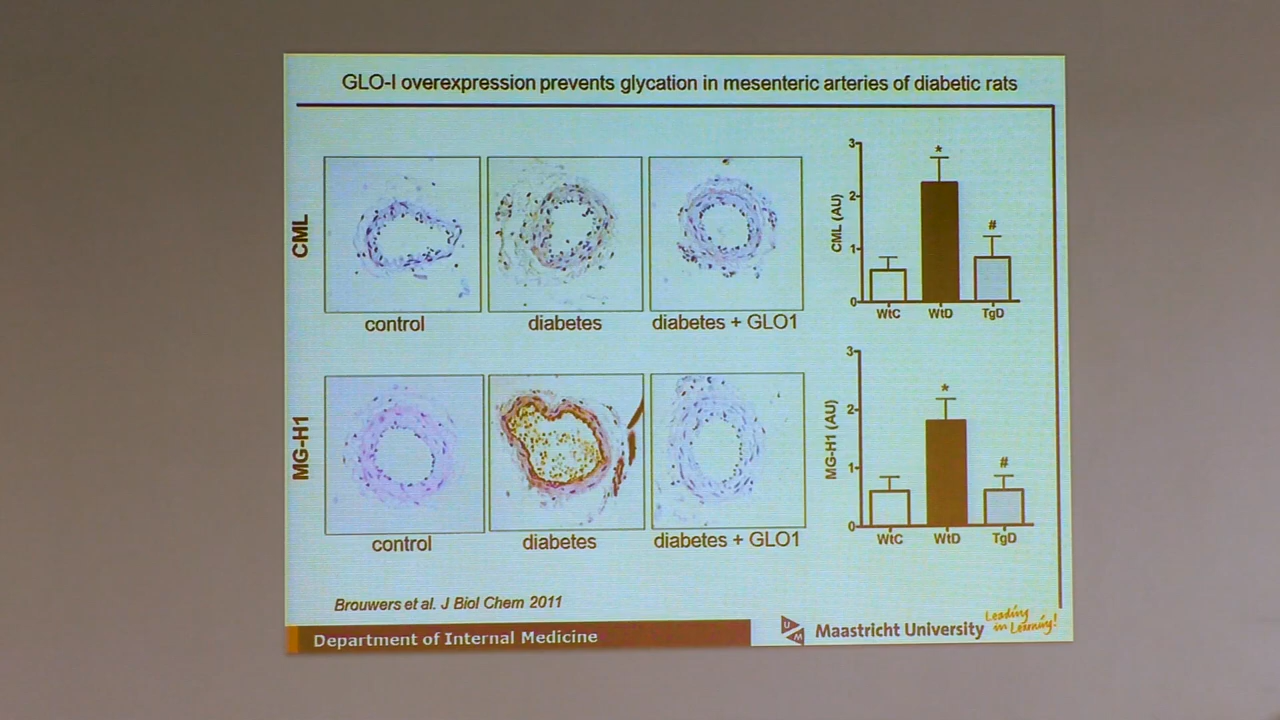 GLO-I overexpression prevents glycation in mesenteric arteries of diabetic rats
CML
control
diabetes
diabetes + GLO1
3
2
1
0
CML (AU)
*
#
WtC
WtD
TgD
MG-H1
control
diabetes
diabetes + GLO1
3
2
1
0
MG-H1 (AU)
*
#
WtC
WtD
TgD
Brouwers et al. J Biol Chem 2011
Department of Internal Medicine
UM
Maastricht University
Leading
in Learning!